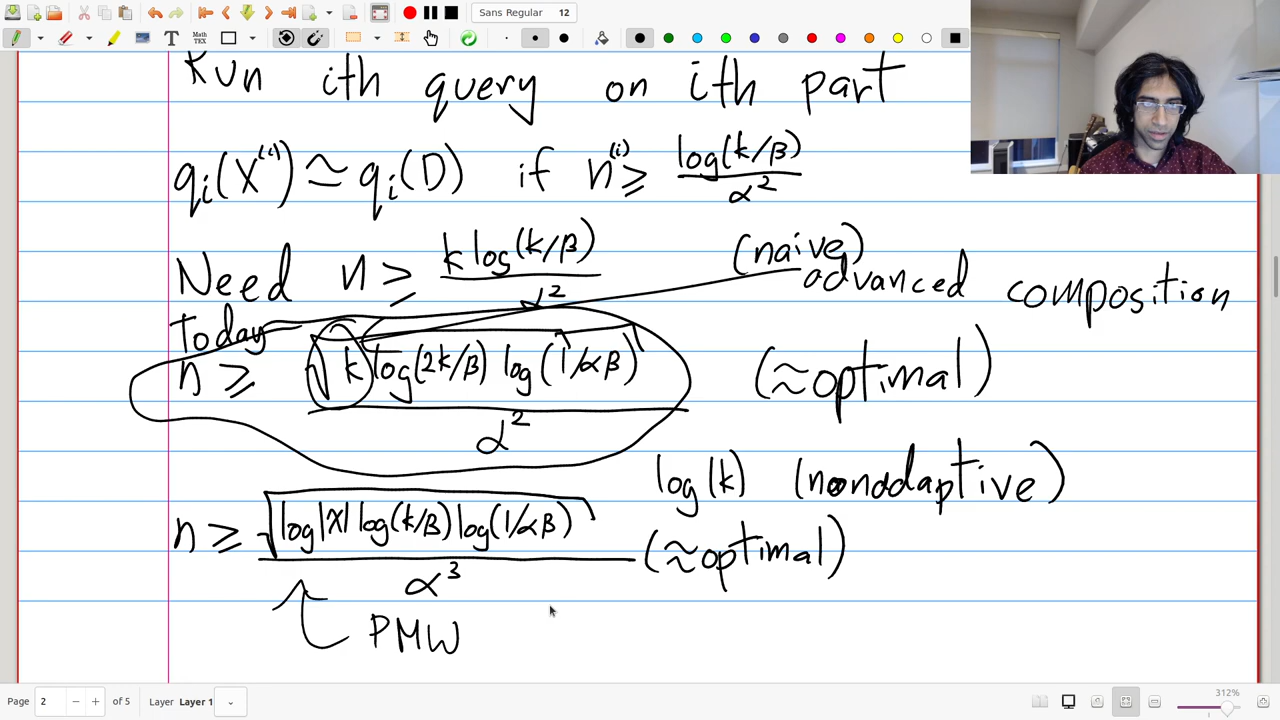 Sans Regular 12
Math TEX
Run ith query on ith part
qᵢ(X⁽ⁱ⁾) ≃ qᵢ(D) if n⁽ⁱ⁾ ≥ log(k/β) / α²
Need n ≥ k log(k/β) / α²
(naive)
advanced composition
Today
n ≥ √(k log(2k/β) log(1/αβ)) / α² (≈optimal)
log(k) (nonadaptive)
n ≥ √(log|X| log(k/β) log(1/αβ)) / α³ (≈optimal)
PMW
Page 2 of 5 Layer Layer 1 312%